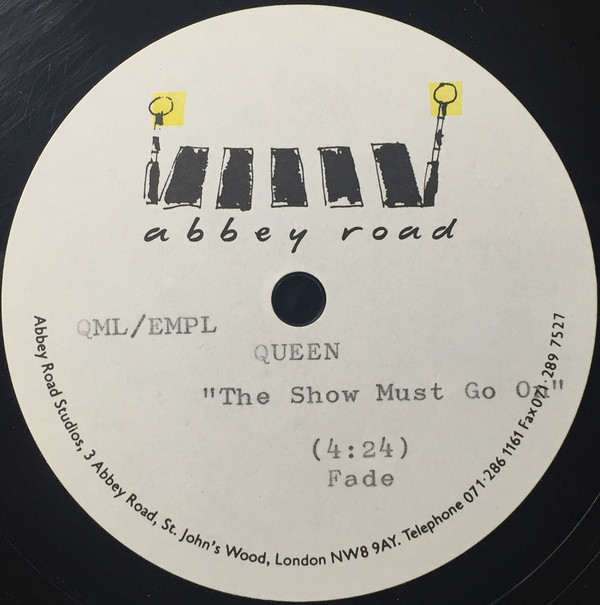 abbey road
QML/EMPL
QUEEN
"The Show Must Go On"
(4:24)
Fade
Abbey Road Studios, 3 Abbey Road, St. John's Wood, London NW8 9AY. Telephone 071·286 1161 Fax 071·289 7527